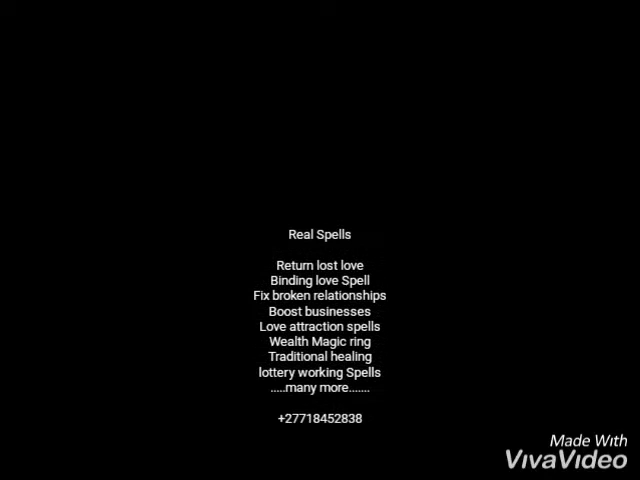 Real Spells
Return lost love
Binding love Spell
Fix broken relationships
Boost businesses
Love attraction spells
Wealth Magic ring
Traditional healing
lottery working Spells
.....many more.......
+27718452838
Made With
VivaVideo